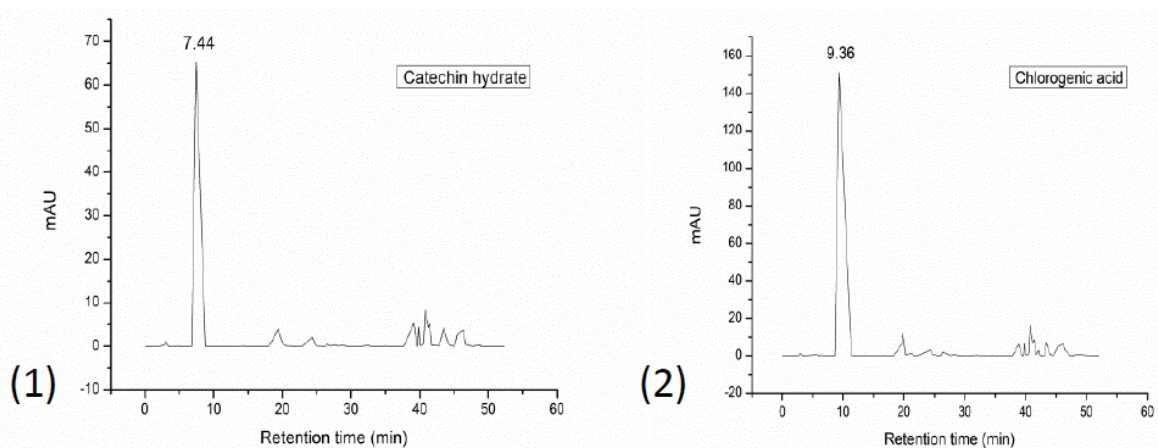 7.44
Catechin hydrate
70
60
50
40
30
20
10
0
-10
mAU
0 10 20 30 40 50 60
Retention time (min)
(1)
9.36
Chlorogenic acid
160
140
120
100
80
60
40
20
0
-20
mAU
0 10 20 30 40 50 60
Retention time (min)
(2)